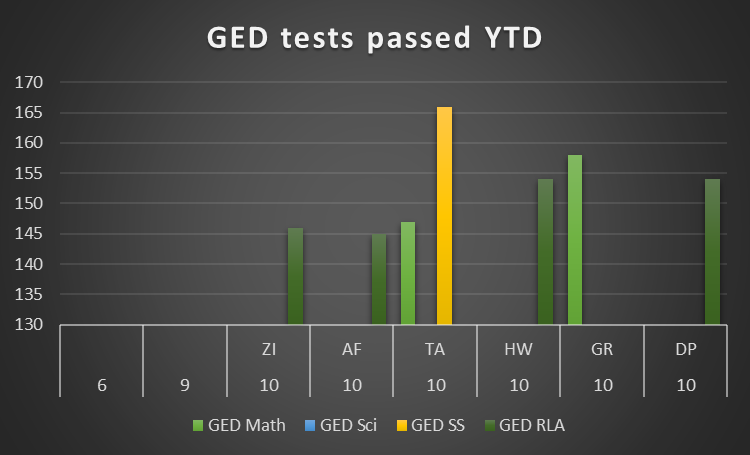 GED tests passed YTD
170
165
160
155
150
145
140
135
130
ZI AF TA HW GR DP
6 9 10 10 10 10 10 10
GED Math GED Sci GED SS GED RLA